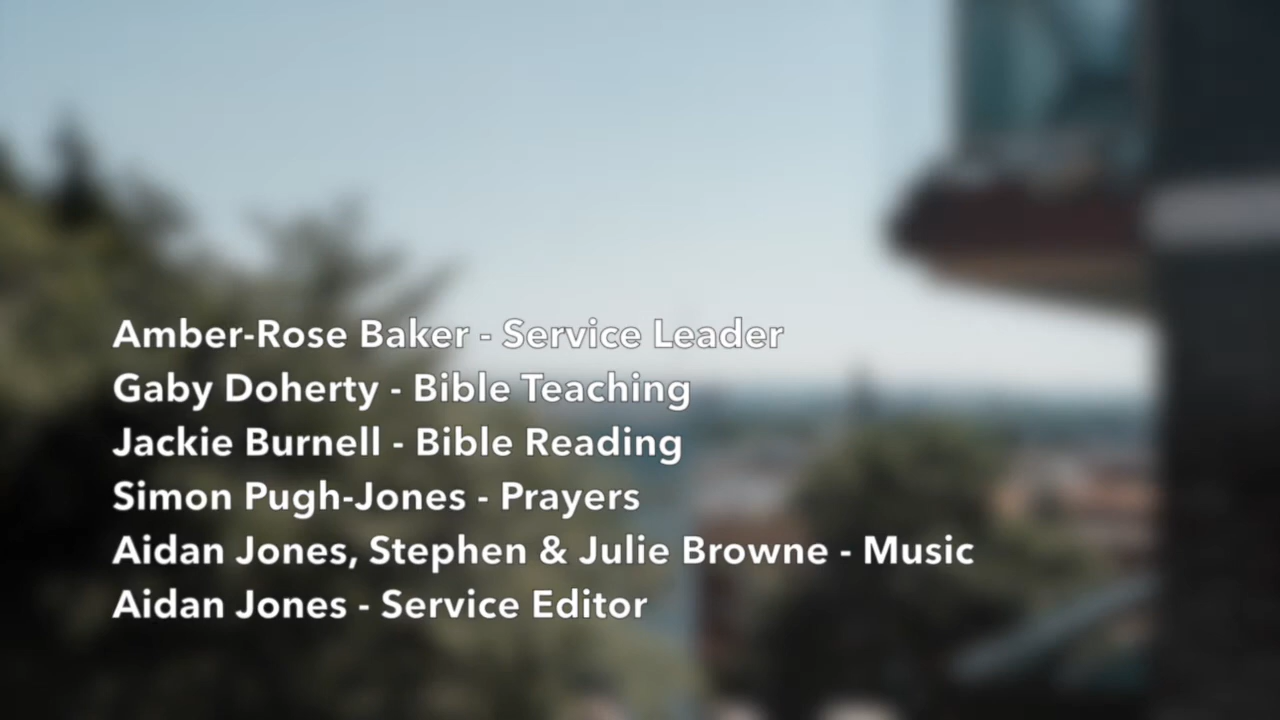 Amber-Rose Baker - Service Leader
Gaby Doherty - Bible Teaching
Jackie Burnell - Bible Reading
Simon Pugh-Jones - Prayers
Aidan Jones, Stephen & Julie Browne - Music
Aidan Jones - Service Editor